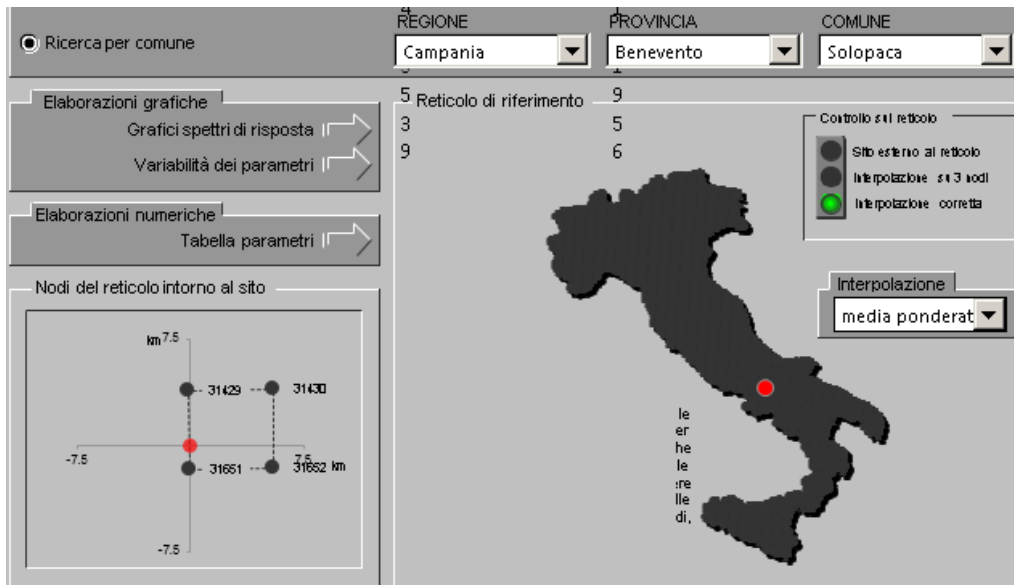 4
1
REGIONE
PROVINCIA
COMUNE
Ricerca per comune
Campania
Benevento
Solopaca
1
5
9
3
5
9
6
Elaborazioni grafiche
Grafici spettri di risposta
Variabilità dei parametri
Elaborazioni numeriche
Tabella parametri
Nodi del reticolo intorno al sito
km 7.5
31429
31430
-7.5
7.5
31651
31652 km
-7.5
Reticolo di riferimento
Controllo sul reticolo
Sito esterno al reticolo
Interpolazione su 3 nodi
Interpolazione corretta
Interpolazione
media ponderat
le
er
he
le
re
lle
di,